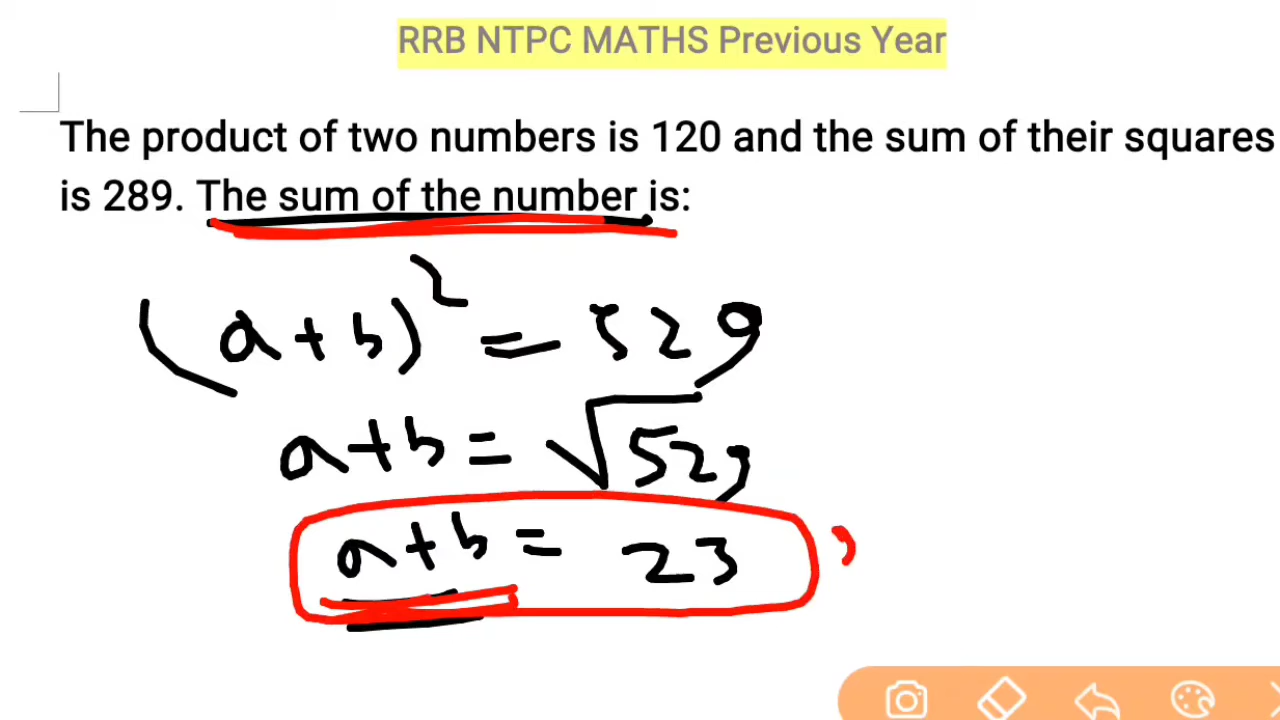 RRB NTPC MATHS Previous Year
The product of two numbers is 120 and the sum of their squares
is 289. The sum of the number is:
(a+b)² = 529
a+b = √529
a+b = 23